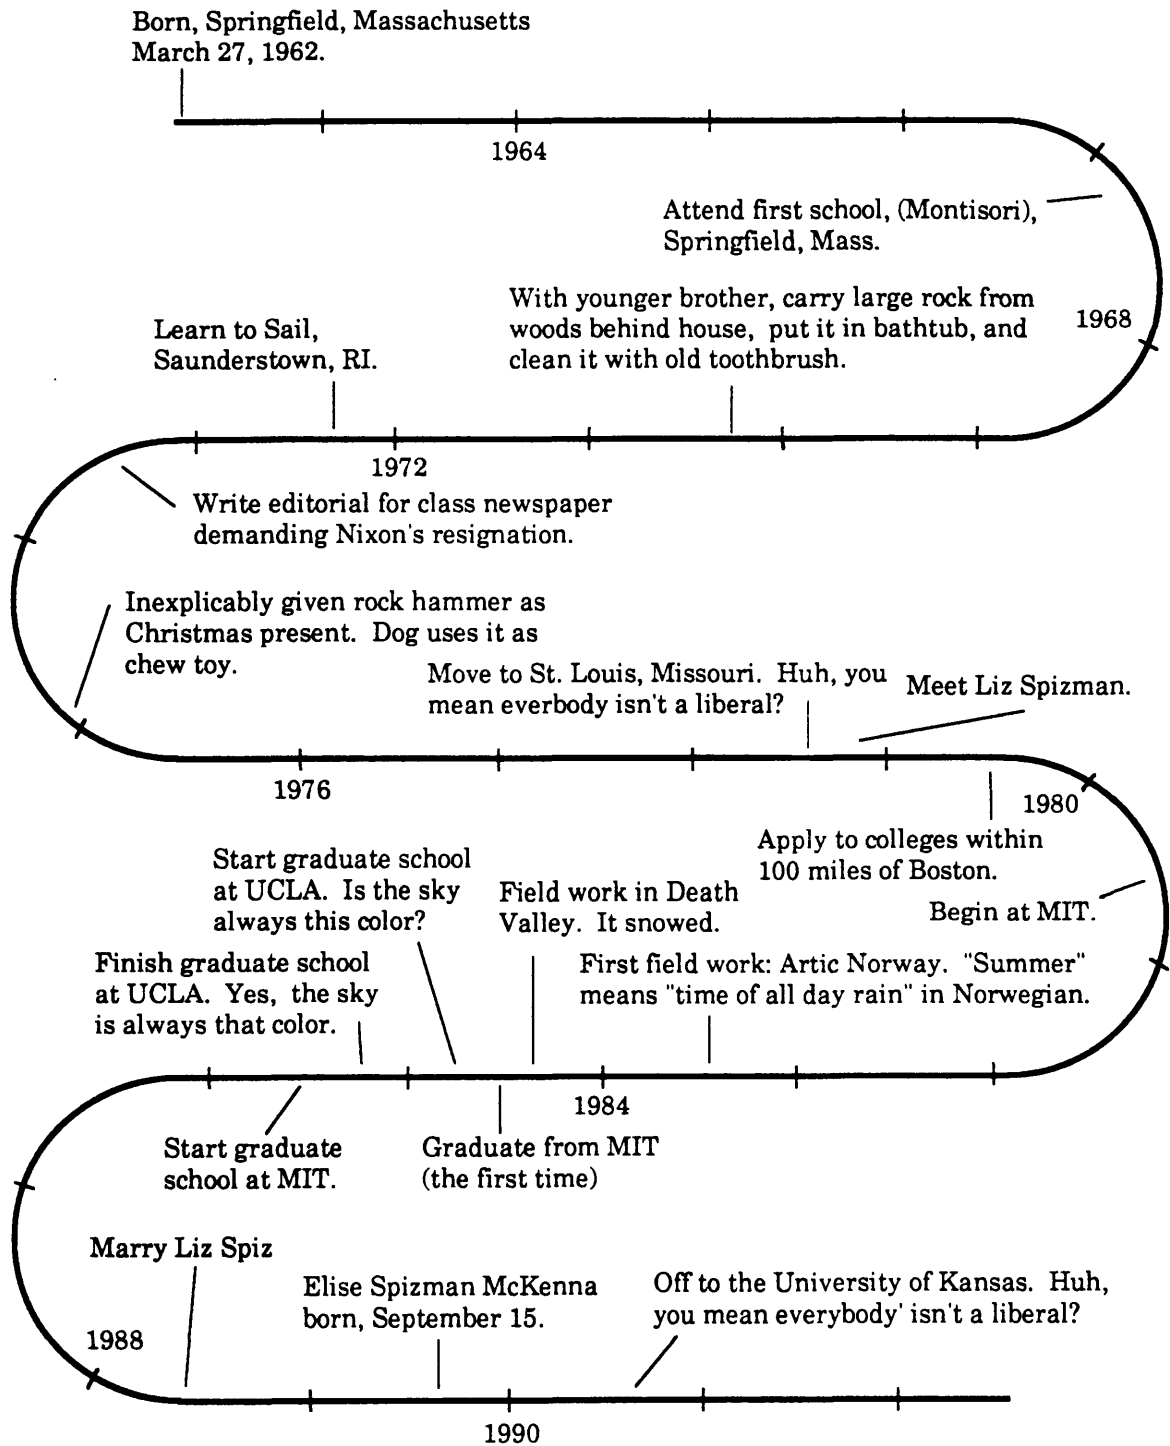 Born, Springfield, Massachusetts
March 27, 1962.
1964
Attend first school, (Montisori),
Springfield, Mass.
With younger brother, carry large rock from
woods behind house, put it in bathtub, and
clean it with old toothbrush.
1968
Learn to Sail,
Saunderstown, RI.
1972
Write editorial for class newspaper
demanding Nixon's resignation.
Inexplicably given rock hammer as
Christmas present. Dog uses it as
chew toy.
Move to St. Louis, Missouri. Huh, you
mean everbody isn't a liberal?
Meet Liz Spizman.
1976
1980
Apply to colleges within
100 miles of Boston.
Begin at MIT.
Start graduate school
at UCLA. Is the sky
always this color?
Field work in Death
Valley. It snowed.
Finish graduate school
at UCLA. Yes, the sky
is always that color.
First field work: Artic Norway. "Summer"
means "time of all day rain" in Norwegian.
1984
Start graduate
school at MIT.
Graduate from MIT
(the first time)
Marry Liz Spiz
Elise Spizman McKenna
born, September 15.
Off to the University of Kansas. Huh,
you mean everybody' isn't a liberal?
1988
1990